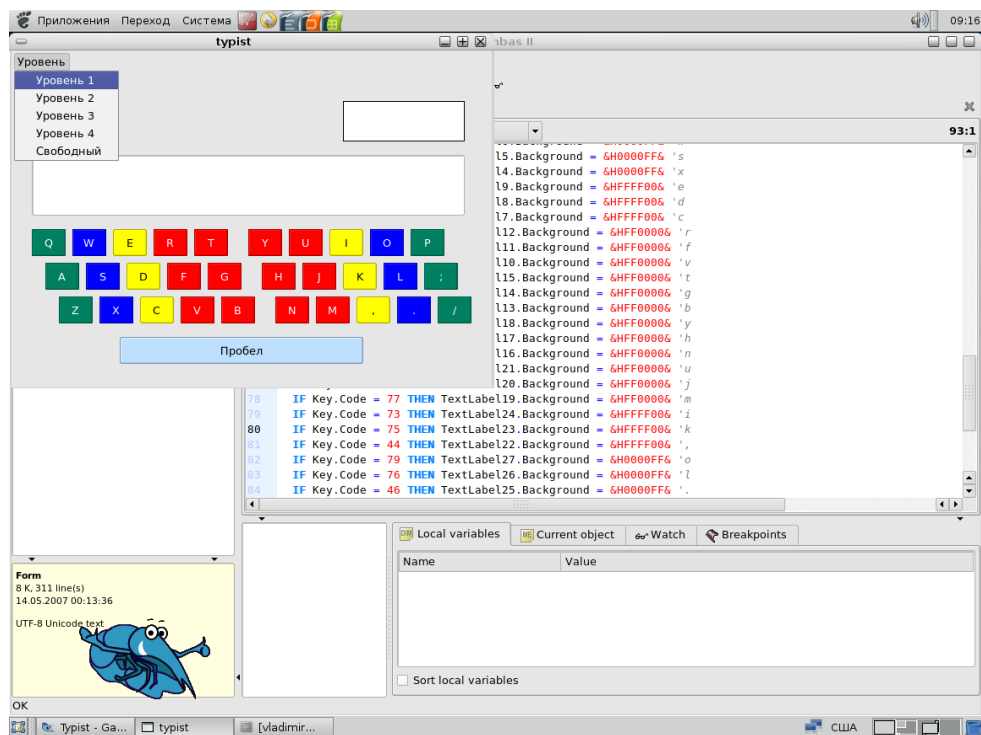 Приложения Переход Система 09:16
typist
nbas II
Уровень
Уровень 1
Уровень 2
Уровень 3
Уровень 4
Свободный
93:1
l5.Background = &H0000FF& 's
l4.Background = &H0000FF& 'x
l9.Background = &HFFFF00& 'e
l8.Background = &HFFFF00& 'd
l7.Background = &HFFFF00& 'c
l12.Background = &HFF0000& 'r
l11.Background = &HFF0000& 'f
l10.Background = &HFF0000& 'v
l15.Background = &HFF0000& 't
l14.Background = &HFF0000& 'g
l13.Background = &HFF0000& 'b
l18.Background = &HFF0000& 'y
l17.Background = &HFF0000& 'h
l16.Background = &HFF0000& 'n
l21.Background = &HFF0000& 'u
l20.Background = &HFF0000& 'j
Q W E R T Y U I O P
A S D F G H J K L ;
Z X C V B N M , . /
Пробел
78 IF Key.Code = 77 THEN TextLabel19.Background = &HFF0000& 'm
79 IF Key.Code = 73 THEN TextLabel24.Background = &HFFFF00& 'i
80 IF Key.Code = 75 THEN TextLabel23.Background = &HFFFF00& 'k
81 IF Key.Code = 44 THEN TextLabel22.Background = &HFFFF00& ',
82 IF Key.Code = 79 THEN TextLabel27.Background = &H0000FF& 'o
83 IF Key.Code = 76 THEN TextLabel26.Background = &H0000FF& 'l
84 IF Key.Code = 46 THEN TextLabel25.Background = &H0000FF& '.
Local variables Current object Watch Breakpoints
Name Value
Sort local variables
Form
8 K, 311 line(s)
14.05.2007 00:13:36
UTF-8 Unicode text
OK
Typist - Ga... typist [vladimir... США